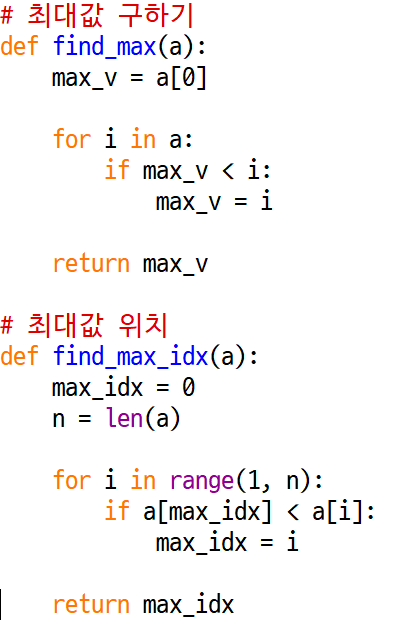 # 최대값 구하기
def find_max(a):
    max_v = a[0]

    for i in a:
        if max_v < i:
            max_v = i

    return max_v

# 최대값 위치
def find_max_idx(a):
    max_idx = 0
    n = len(a)

    for i in range(1, n):
        if a[max_idx] < a[i]:
            max_idx = i

    return max_idx